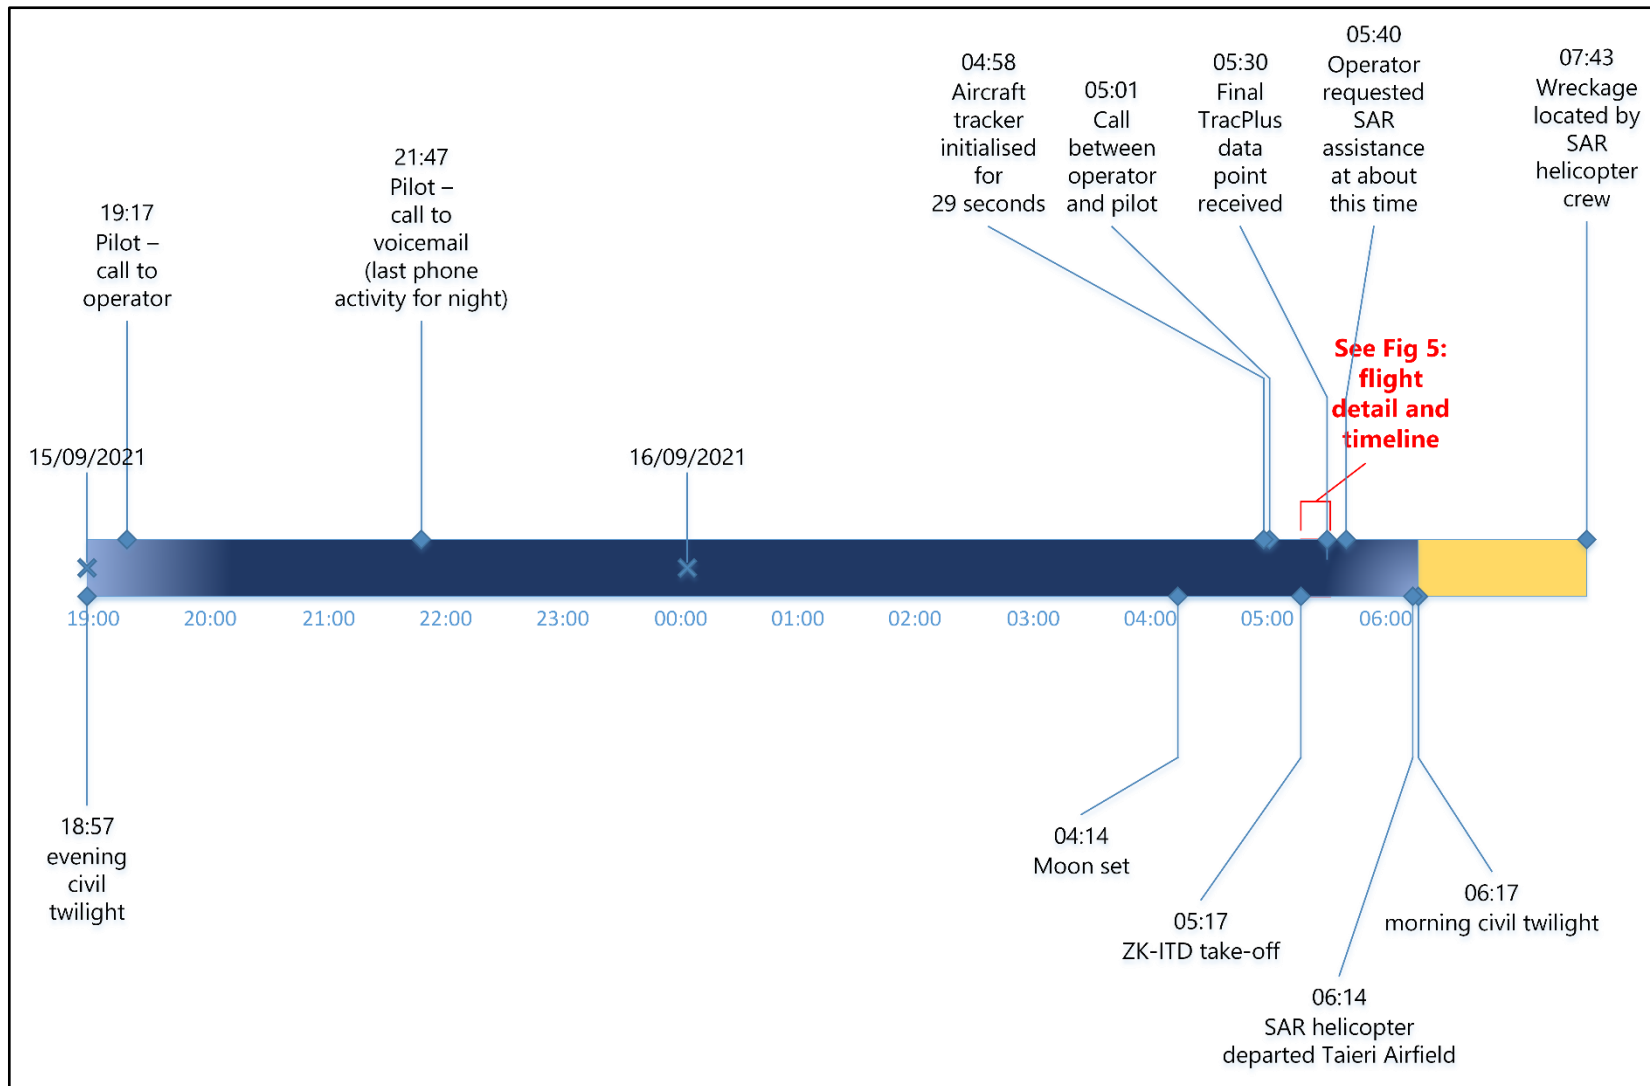 19:17
Pilot –
call to
operator
21:47
Pilot –
call to
voicemail
(last phone
activity for night)
04:58
Aircraft
tracker
initialised
for
29 seconds
05:01
Call
between
operator
and pilot
05:30
Final
TracPlus
data
point
received
05:40
Operator
requested
SAR
assistance
at about
this time
07:43
Wreckage
located by
SAR
helicopter
crew
See Fig 5:
flight
detail and
timeline
15/09/2021
16/09/2021
19:00
20:00
21:00
22:00
23:00
00:00
01:00
02:00
03:00
04:00
05:00
06:00
18:57
evening
civil
twilight
04:14
Moon set
05:17
ZK-ITD take-off
06:14
SAR helicopter
departed Taieri Airfield
06:17
morning civil twilight